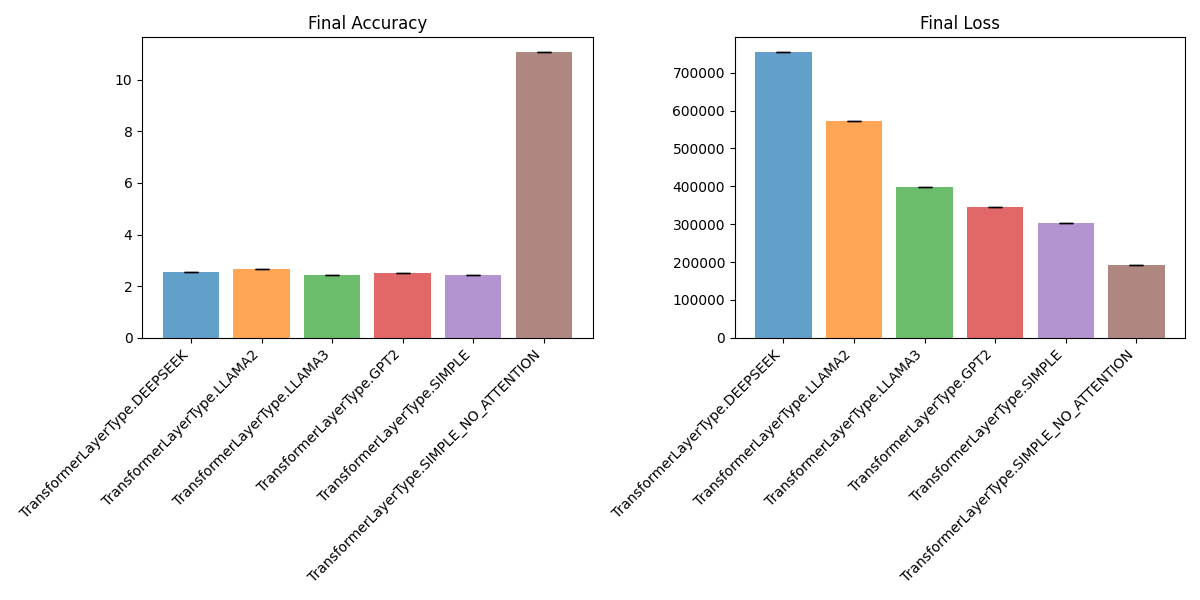 Final Accuracy
10
8
6
4
2
0
TransformerLayerType.DEEPSEEK
TransformerLayerType.LLAMA2
TransformerLayerType.LLAMA3
TransformerLayerType.GPT2
TransformerLayerType.SIMPLE
TransformerLayerType.SIMPLE_NO_ATTENTION
Final Loss
700000
600000
500000
400000
300000
200000
100000
0
TransformerLayerType.DEEPSEEK
TransformerLayerType.LLAMA2
TransformerLayerType.LLAMA3
TransformerLayerType.GPT2
TransformerLayerType.SIMPLE
TransformerLayerType.SIMPLE_NO_ATTENTION